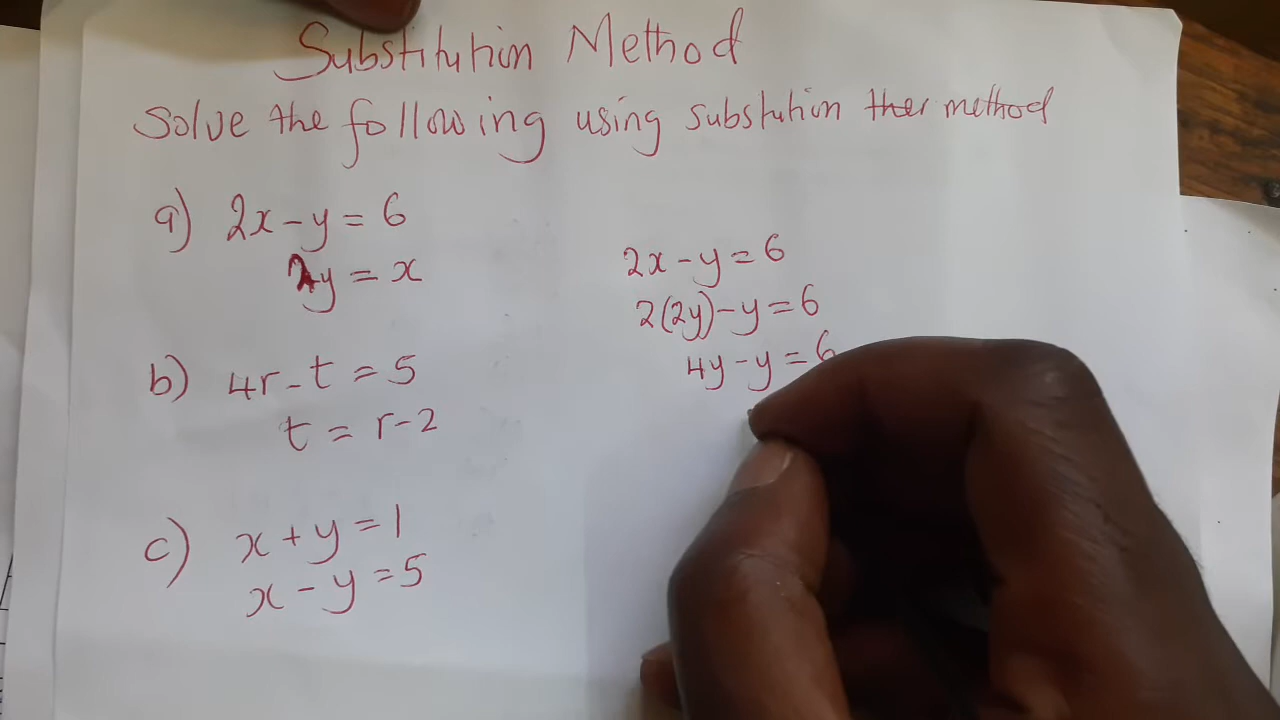 Substitution Method
Solve the following using substution ther method
a) 2x - y = 6
2y = x
b) 4r - t = 5
t = r - 2
c) x + y = 1
x - y = 5
2x - y = 6
2(2y) - y = 6
4y - y = 6